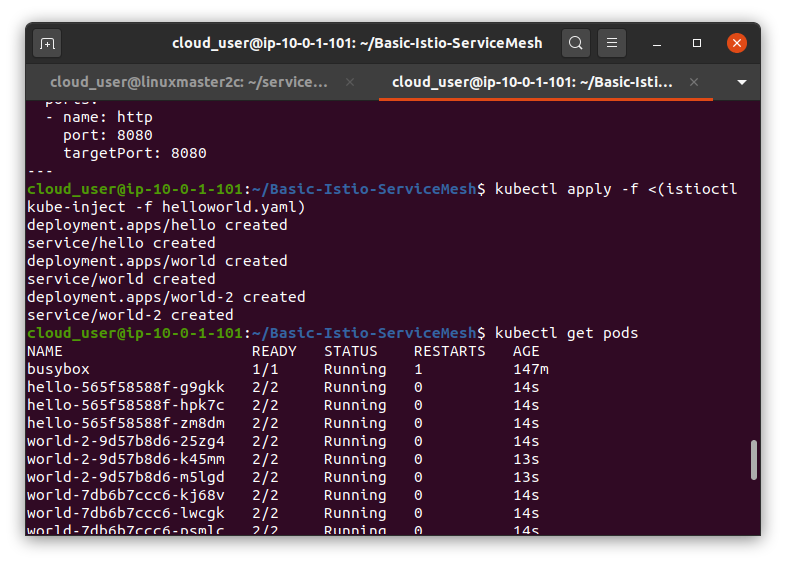 cloud_user@ip-10-0-1-101: ~/Basic-Istio-ServiceMesh
cloud_user@linuxmaster2c: ~/service...
cloud_user@ip-10-0-1-101: ~/Basic-Isti...
ports:
- name: http
port: 8080
targetPort: 8080
---
cloud_user@ip-10-0-1-101:~/Basic-Istio-ServiceMesh$ kubectl apply -f <(istioctl
kube-inject -f helloworld.yaml)
deployment.apps/hello created
service/hello created
deployment.apps/world created
service/world created
deployment.apps/world-2 created
service/world-2 created
cloud_user@ip-10-0-1-101:~/Basic-Istio-ServiceMesh$ kubectl get pods
NAME READY STATUS RESTARTS AGE
busybox 1/1 Running 1 147m
hello-565f58588f-g9gkk 2/2 Running 0 14s
hello-565f58588f-hpk7c 2/2 Running 0 14s
hello-565f58588f-zm8dm 2/2 Running 0 14s
world-2-9d57b8d6-25zg4 2/2 Running 0 14s
world-2-9d57b8d6-k45mm 2/2 Running 0 13s
world-2-9d57b8d6-m5lgd 2/2 Running 0 13s
world-7db6b7ccc6-kj68v 2/2 Running 0 14s
world-7db6b7ccc6-lwcgk 2/2 Running 0 14s
world-7db6b7ccc6-psmlc 2/2 Running 0 14s